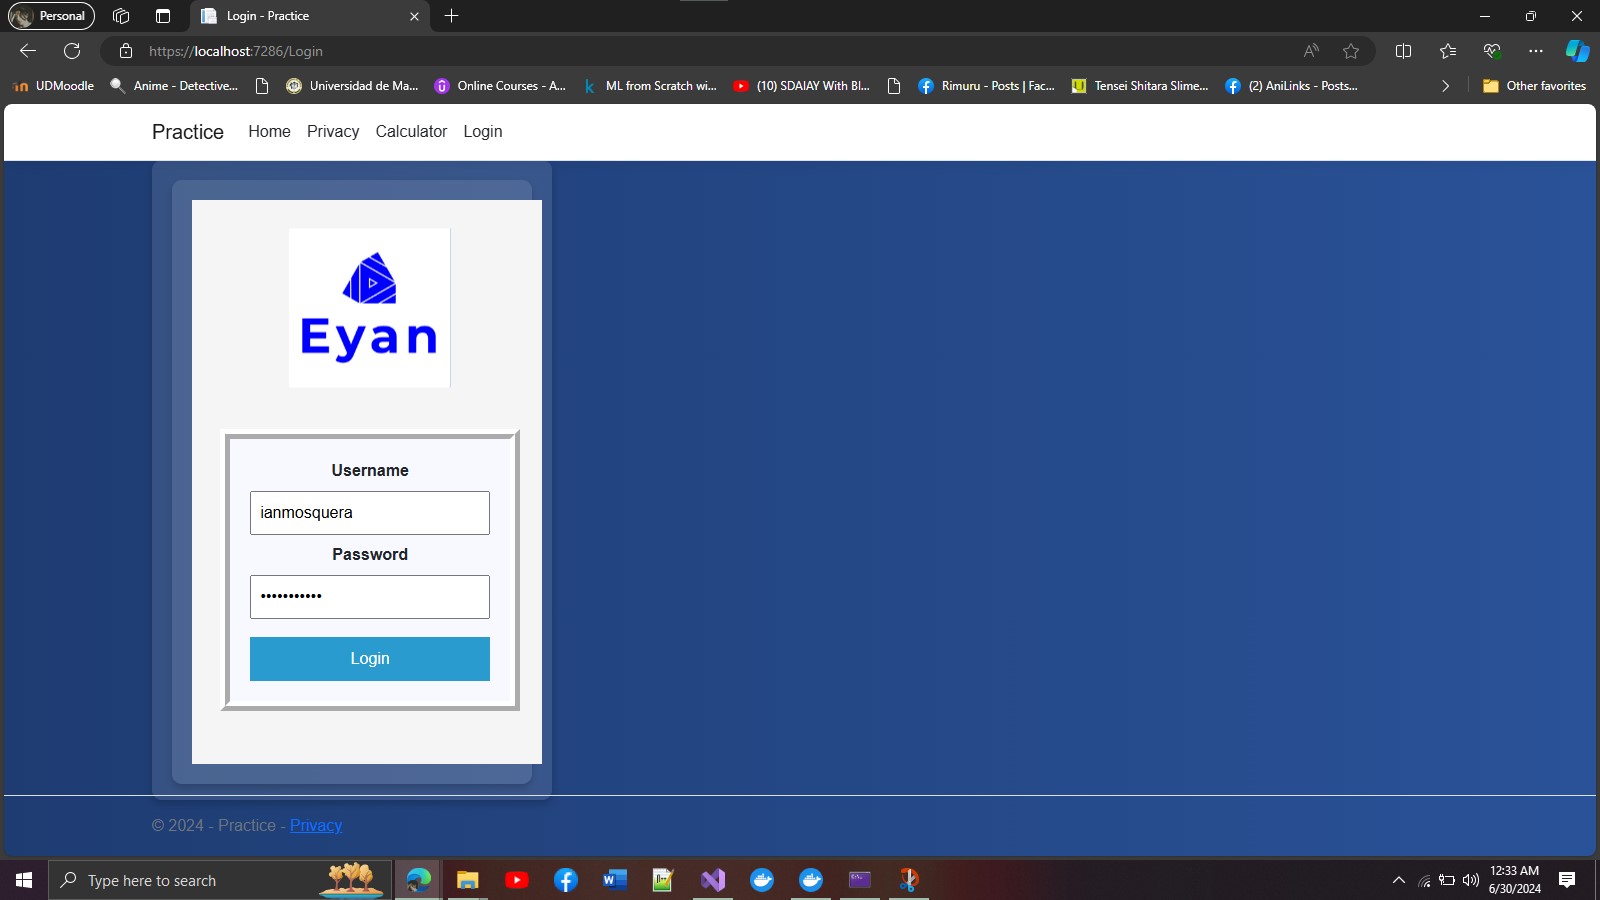 Personal
Login - Practice
https://localhost:7286/Login
UDMoodle
Anime - Detective...
Universidad de Ma...
Online Courses - A...
ML from Scratch wi...
(10) SDAIAY With Bl...
Rimuru - Posts | Fac...
Tensei Shitara Slime...
(2) AniLinks - Posts...
Other favorites
Practice Home Privacy Calculator Login
Eyan
Username
ianmosquera
Password
•••••••••••
Login
© 2024 - Practice - Privacy
Type here to search
12:33 AM
6/30/2024